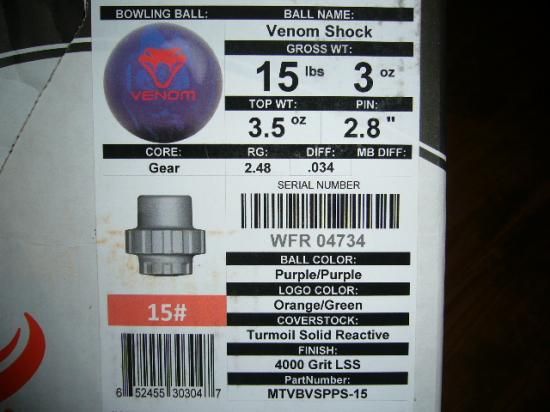 BOWLING BALL:
BALL NAME:
Venom Shock
VENOM
GROSS WT:
15 lbs 3 oz
TOP WT: PIN:
3.5 oz 2.8"
CORE: RG: DIFF: MB DIFF:
Gear 2.48 .034
SERIAL NUMBER
WFR 04734
BALL COLOR:
Purple/Purple
LOGO COLOR:
Orange/Green
15#
COVERSTOCK:
Turmoil Solid Reactive
FINISH:
4000 Grit LSS
PartNumber:
MTVBVSPPS-15
6 52455 30304 7